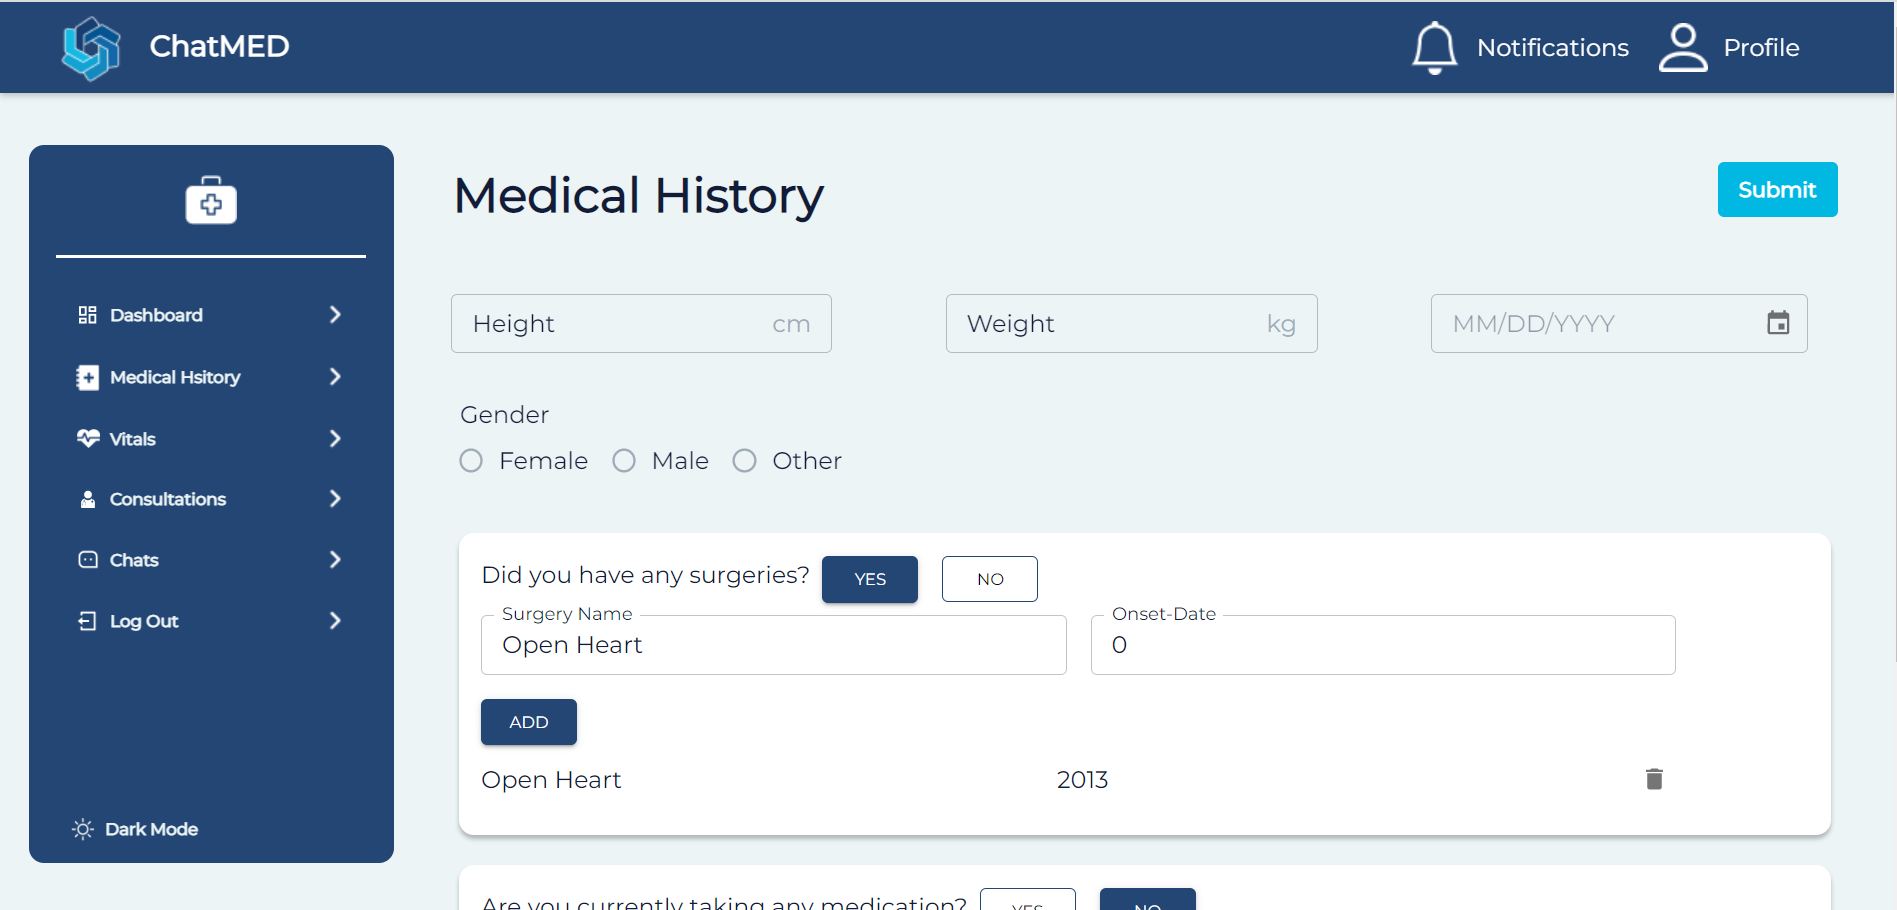 ChatMED
Notifications
Profile
Dashboard
Medical Hsitory
Vitals
Consultations
Chats
Log Out
Dark Mode
Medical History
Submit
Height cm
Weight kg
MM/DD/YYYY
Gender
Female Male Other
Did you have any surgeries? YES NO
Surgery Name
Open Heart
Onset-Date
0
ADD
Open Heart 2013
Are you currently taking any medication? YES NO